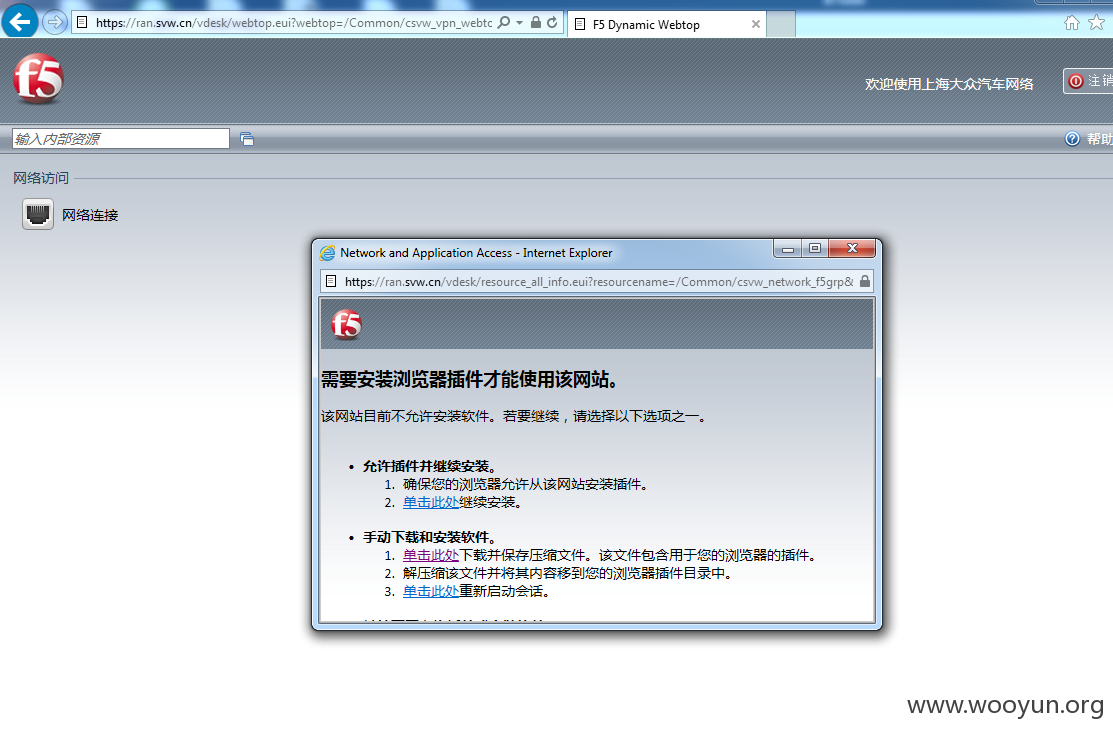 https://ran.svw.cn/vdesk/webtop.eui?webtop=/Common/csvw_vpn_webtc
F5 Dynamic Webtop
f5
欢迎使用上海大众汽车网络
注销
输入内部资源
帮助
网络访问
网络连接
Network and Application Access - Internet Explorer
https://ran.svw.cn/vdesk/resource_all_info.eui?resourcename=/Common/csvw_network_f5grp&
f5
需要安装浏览器插件才能使用该网站。
该网站目前不允许安装软件。若要继续，请选择以下选项之一。
• 允许插件并继续安装。
1. 确保您的浏览器允许从该网站安装插件。
2. 单击此处继续安装。
• 手动下载和安装软件。
1. 单击此处下载并保存压缩文件。该文件包含用于您的浏览器的插件。
2. 解压缩该文件并将其内容移到您的浏览器插件目录中。
3. 单击此处重新启动会话。
www.wooyun.org